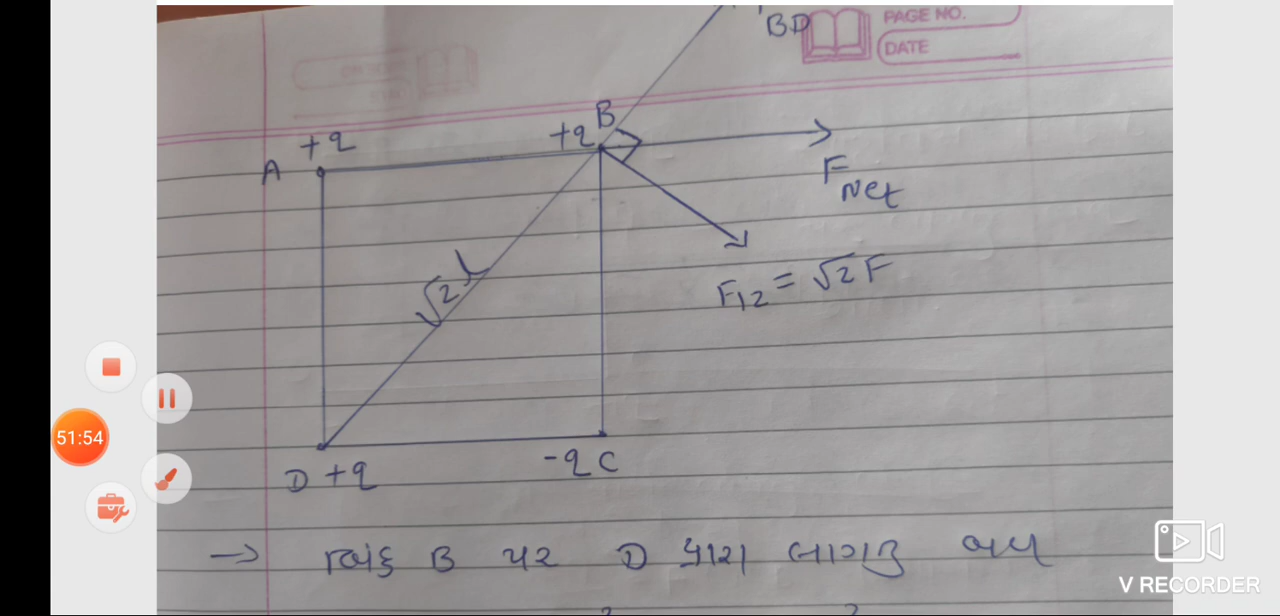 PAGE NO.
BD
DATE
B
+q +q
A
F Net
√2 l
F12 = √2 F
51:54
D +q -q C
→ બિંદુ B પર D દ્વારા લાગતું બળ
V RECORDER